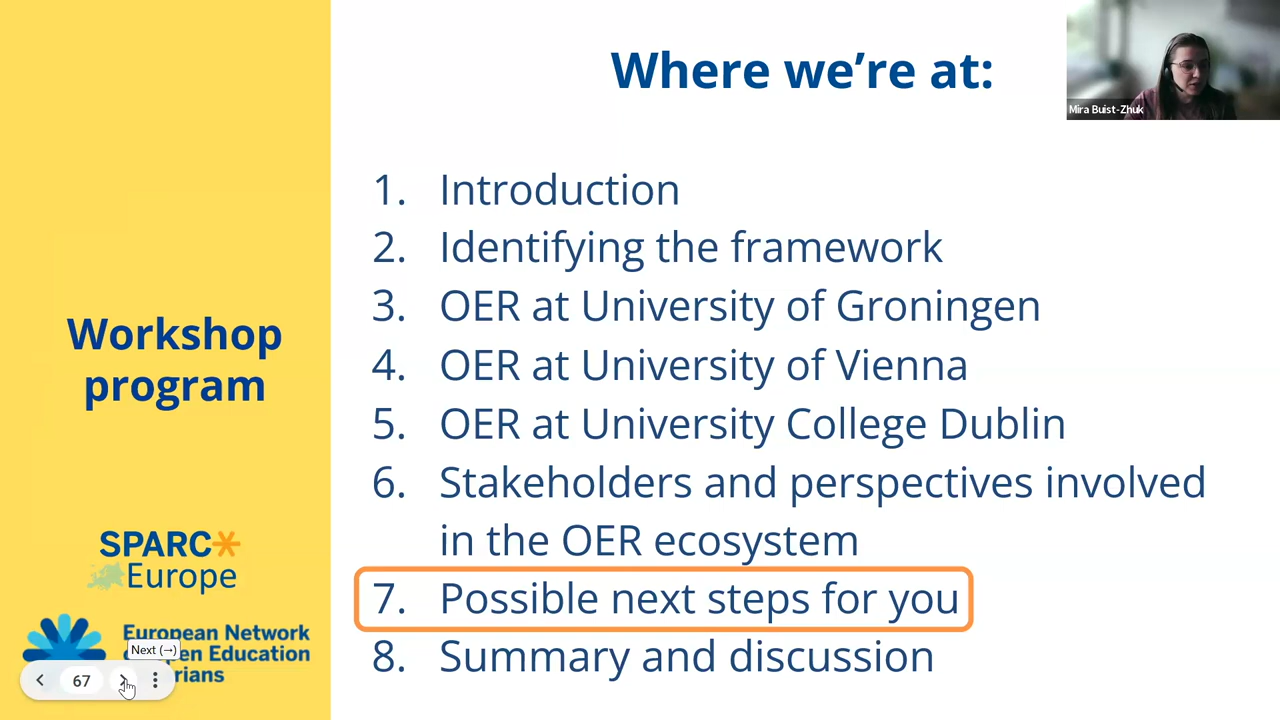 Where we're at:
Mira Buist-Zhuk
1. Introduction
2. Identifying the framework
3. OER at University of Groningen
4. OER at University of Vienna
5. OER at University College Dublin
6. Stakeholders and perspectives involved
in the OER ecosystem
7. Possible next steps for you
8. Summary and discussion
Workshop
program
SPARC
Europe
European Network
Education
Next (→)
67